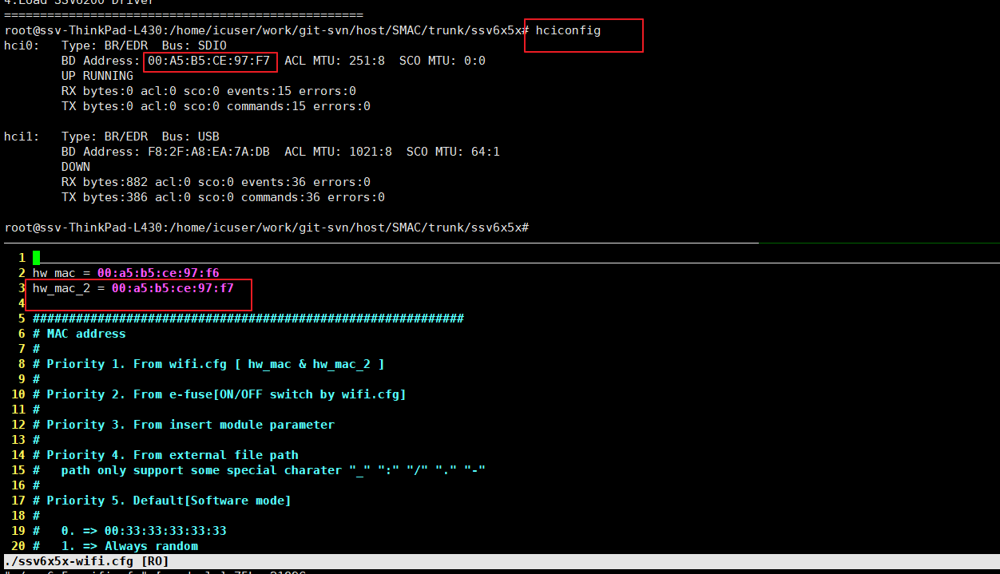 4.Load SSV6200 Driver
==================================================
root@ssv-ThinkPad-L430:/home/icuser/work/git-svn/host/SMAC/trunk/ssv6x5x# hciconfig
hci0:   Type: BR/EDR  Bus: SDIO
        BD Address: 00:A5:B5:CE:97:F7  ACL MTU: 251:8  SCO MTU: 0:0
        UP RUNNING
        RX bytes:0 acl:0 sco:0 events:15 errors:0
        TX bytes:0 acl:0 sco:0 commands:15 errors:0
hci1:   Type: BR/EDR  Bus: USB
        BD Address: F8:2F:A8:EA:7A:DB  ACL MTU: 1021:8  SCO MTU: 64:1
        DOWN
        RX bytes:882 acl:0 sco:0 events:36 errors:0
        TX bytes:386 acl:0 sco:0 commands:36 errors:0
root@ssv-ThinkPad-L430:/home/icuser/work/git-svn/host/SMAC/trunk/ssv6x5x#
1
2 hw_mac = 00:a5:b5:ce:97:f6
3 hw_mac_2 = 00:a5:b5:ce:97:f7
4
5 ############################################################
6 # MAC address
7 #
8 # Priority 1. From wifi.cfg [ hw_mac & hw_mac_2 ]
9 #
10 # Priority 2. From e-fuse[ON/OFF switch by wifi.cfg]
11 #
12 # Priority 3. From insert module parameter
13 #
14 # Priority 4. From external file path
15 #   path only support some special charater "_" ":" "/" "." "-"
16 #
17 # Priority 5. Default[Software mode]
18 #
19 #   0. => 00:33:33:33:33:33
20 #   1. => Always random
./ssv6x5x-wifi.cfg [RO]